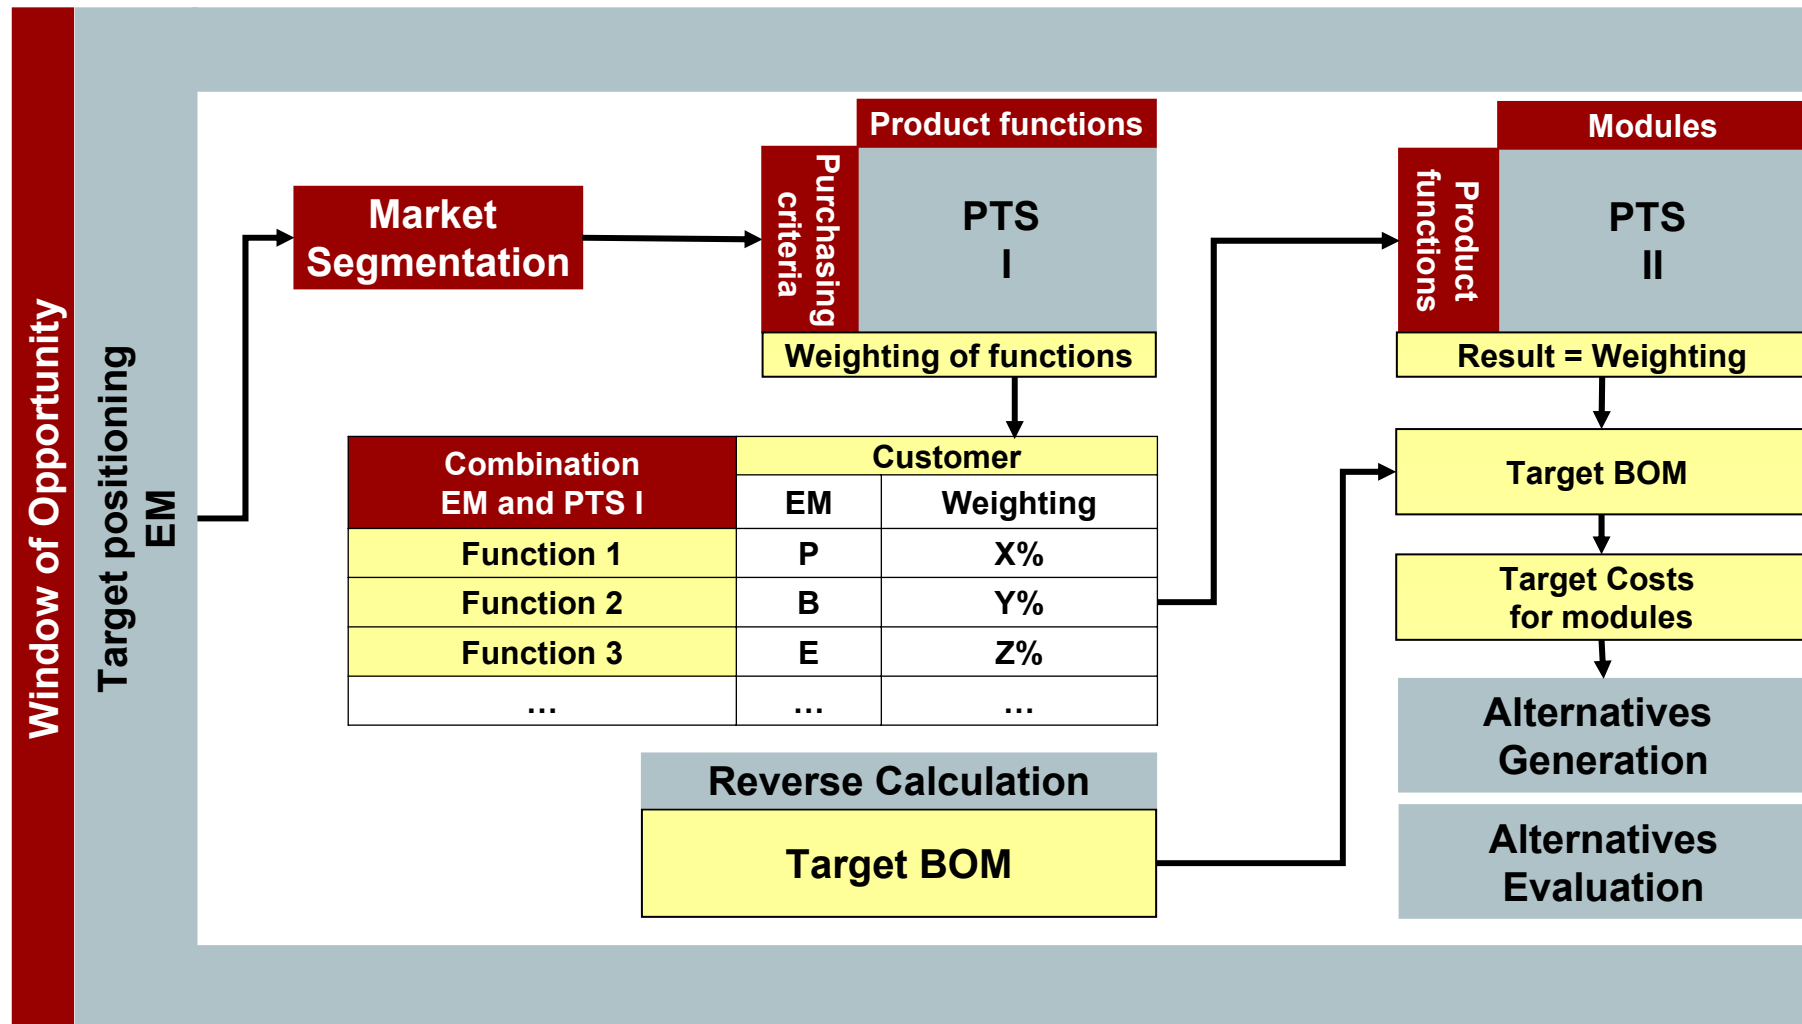 Window of Opportunity
Target positioning
EM
Market
Segmentation
Product functions
Purchasing
criteria
PTS
I
Weighting of functions
Combination
EM and PTS I
Customer
EM
Weighting
Function 1
P
X%
Function 2
B
Y%
Function 3
E
Z%
...
...
...
Reverse Calculation
Target BOM
Modules
Product
functions
PTS
II
Result = Weighting
Target BOM
Target Costs
for modules
Alternatives
Generation
Alternatives
Evaluation